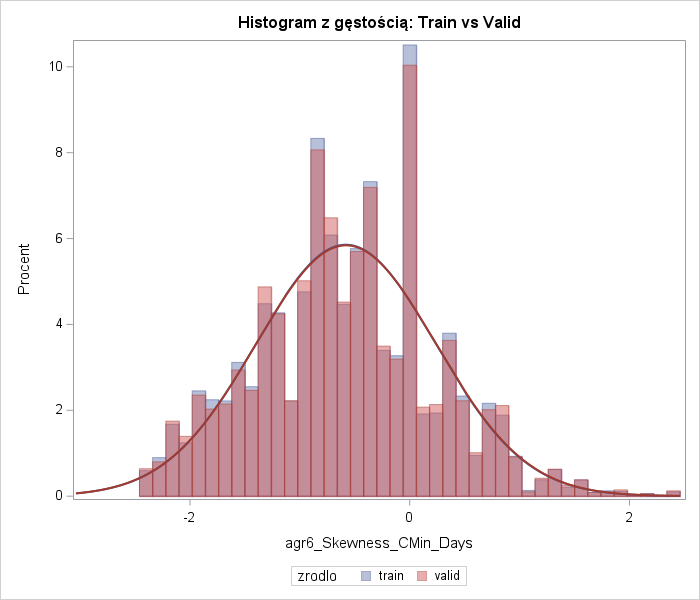 Histogram z gęstością: Train vs Valid
Procent
10
8
6
4
2
0
-2
0
2
agr6_Skewness_CMin_Days
zrodlo train valid